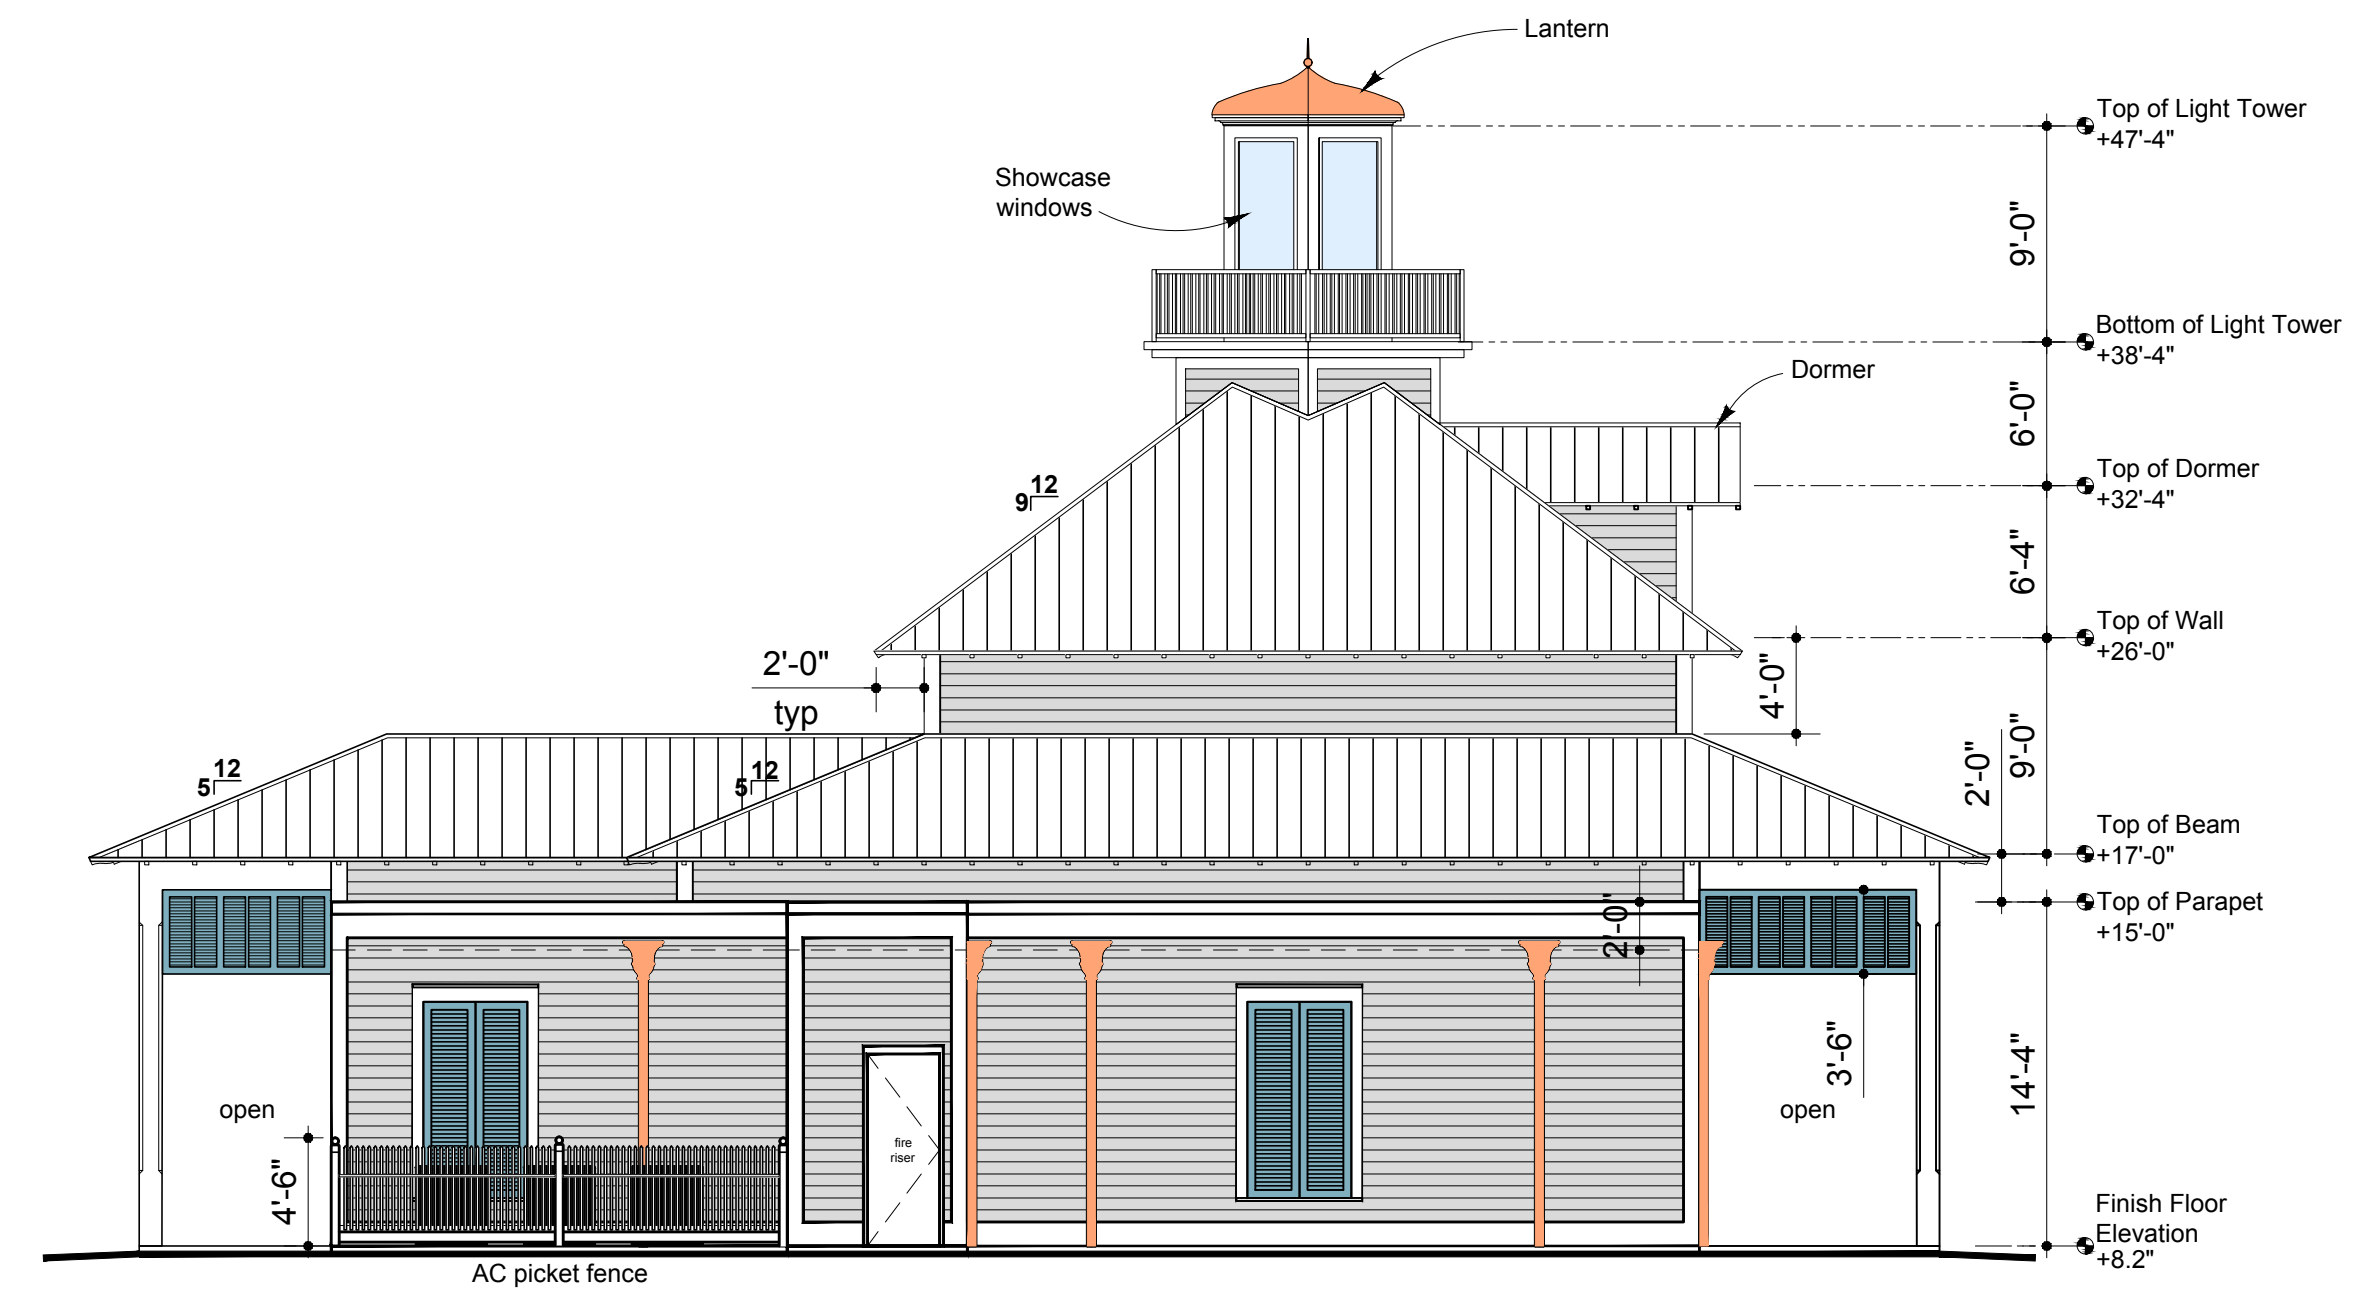 Lantern
Top of Light Tower
+47'-4"
Showcase
windows
9'-0"
Bottom of Light Tower
+38'-4"
Dormer
6'-0"
12
9
Top of Dormer
+32'-4"
6'-4"
Top of Wall
+26'-0"
2'-0"
typ
4'-0"
9'-0"
2'-0"
12
5
12
5
Top of Beam
+17'-0"
Top of Parapet
+15'-0"
2'-0"
3'-6"
14'-4"
open
open
fire
riser
4'-6"
Finish Floor
Elevation
+8.2"
AC picket fence